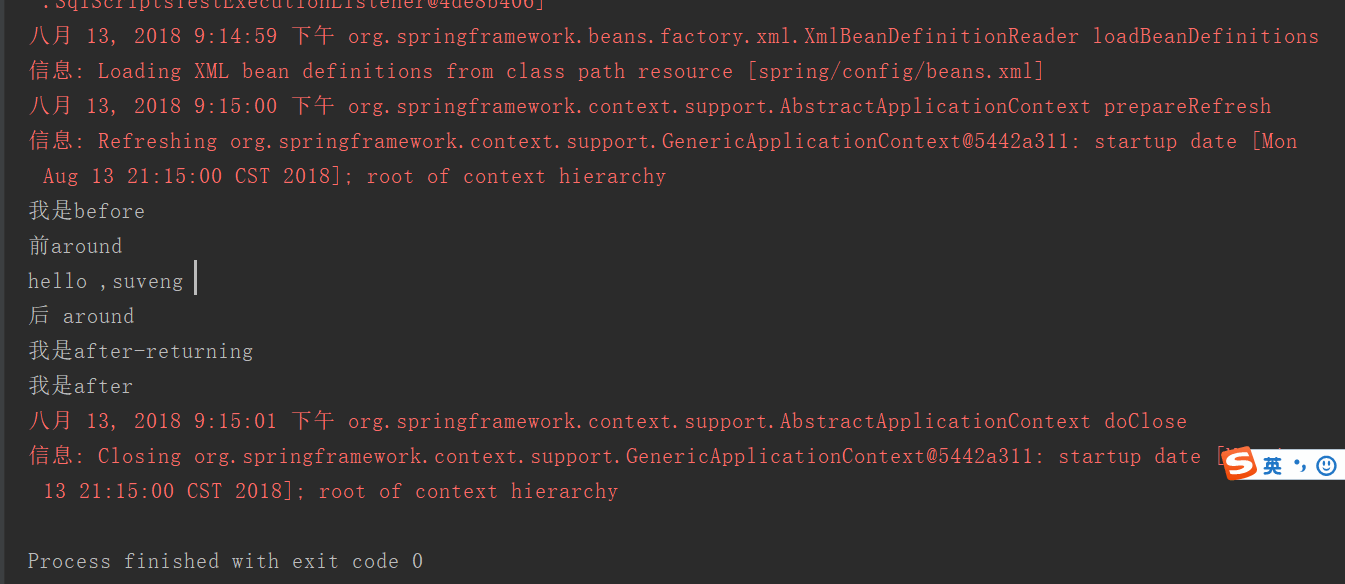 .SqlScriptsTestExecutionListener@4de8b406]
八月 13, 2018 9:14:59 下午 org.springframework.beans.factory.xml.XmlBeanDefinitionReader loadBeanDefinitions
信息: Loading XML bean definitions from class path resource [spring/config/beans.xml]
八月 13, 2018 9:15:00 下午 org.springframework.context.support.AbstractApplicationContext prepareRefresh
信息: Refreshing org.springframework.context.support.GenericApplicationContext@5442a311: startup date [Mon
Aug 13 21:15:00 CST 2018]; root of context hierarchy
我是before
前around
hello ,suveng
后 around
我是after-returning
我是after
八月 13, 2018 9:15:01 下午 org.springframework.context.support.AbstractApplicationContext doClose
信息: Closing org.springframework.context.support.GenericApplicationContext@5442a311: startup date [
13 21:15:00 CST 2018]; root of context hierarchy
Process finished with exit code 0
S 英